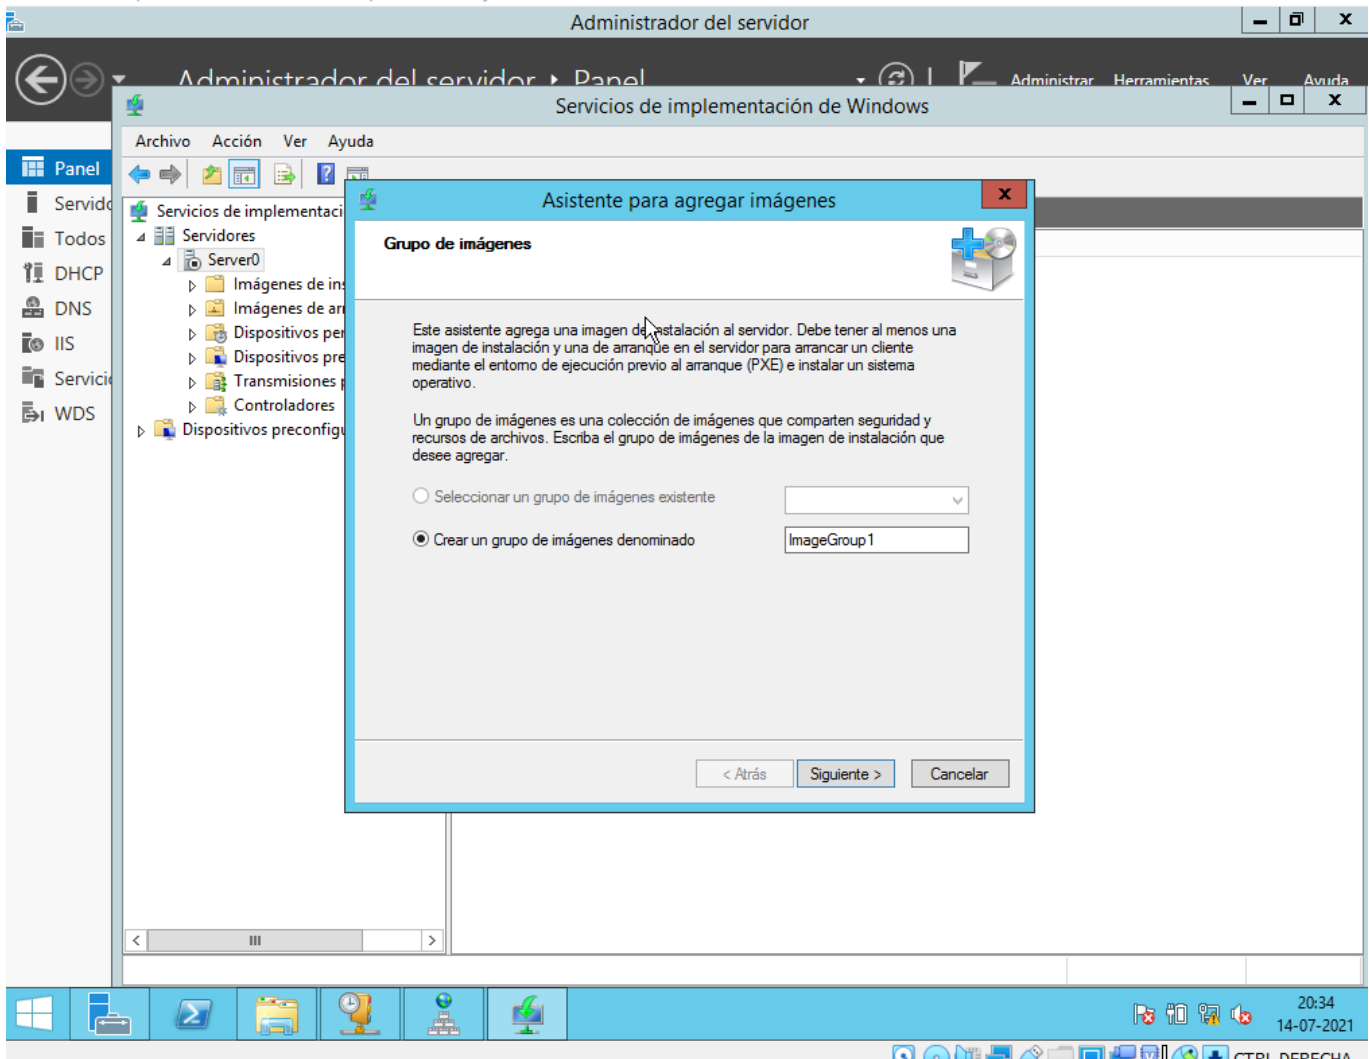 Administrador del servidor
Administrador del servidor Panel
Administrar Herramientas Ver Ayuda
Servicios de implementación de Windows
Archivo Acción Ver Ayuda
Panel
Servido
Todos
DHCP
DNS
IIS
Servicio
WDS
Servicios de implementaci
Servidores
Server0
Imágenes de ins
Imágenes de arr
Dispositivos per
Dispositivos pre
Transmisiones p
Controladores
Dispositivos preconfigu
Asistente para agregar imágenes
Grupo de imágenes
Este asistente agrega una imagen de instalación al servidor. Debe tener al menos una
imagen de instalación y una de arranque en el servidor para arrancar un cliente
mediante el entorno de ejecución previo al arranque (PXE) e instalar un sistema
operativo.
Un grupo de imágenes es una colección de imágenes que comparten seguridad y
recursos de archivos. Escriba el grupo de imágenes de la imagen de instalación que
desee agregar.
Seleccionar un grupo de imágenes existente
Crear un grupo de imágenes denominado ImageGroup1
< Atrás Siguiente > Cancelar
20:34
14-07-2021
CTRL DERECHA